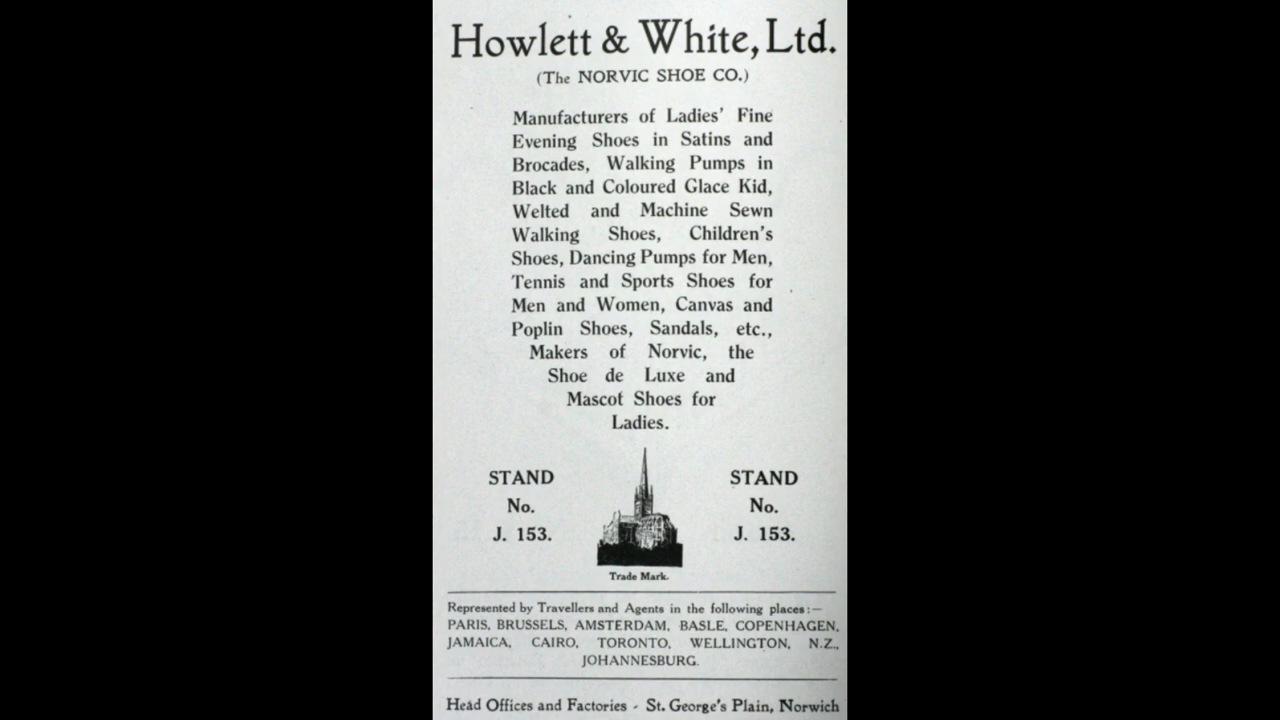 Howlett & White, Ltd.
(The NORVIC SHOE CO.)
Manufacturers of Ladies' Fine
Evening Shoes in Satins and
Brocades, Walking Pumps in
Black and Coloured Glace Kid,
Welted and Machine Sewn
Walking Shoes, Children's
Shoes, Dancing Pumps for Men,
Tennis and Sports Shoes for
Men and Women, Canvas and
Poplin Shoes, Sandals, etc.,
Makers of Norvic, the
Shoe de Luxe and
Mascot Shoes for
Ladies.
STAND
No.
J. 153.
STAND
No.
J. 153.
Trade Mark.
Represented by Travellers and Agents in the following places:—
PARIS, BRUSSELS, AMSTERDAM, BASLE, COPENHAGEN,
JAMAICA, CAIRO, TORONTO, WELLINGTON, N.Z.,
JOHANNESBURG.
Head Offices and Factories - St. George's Plain, Norwich